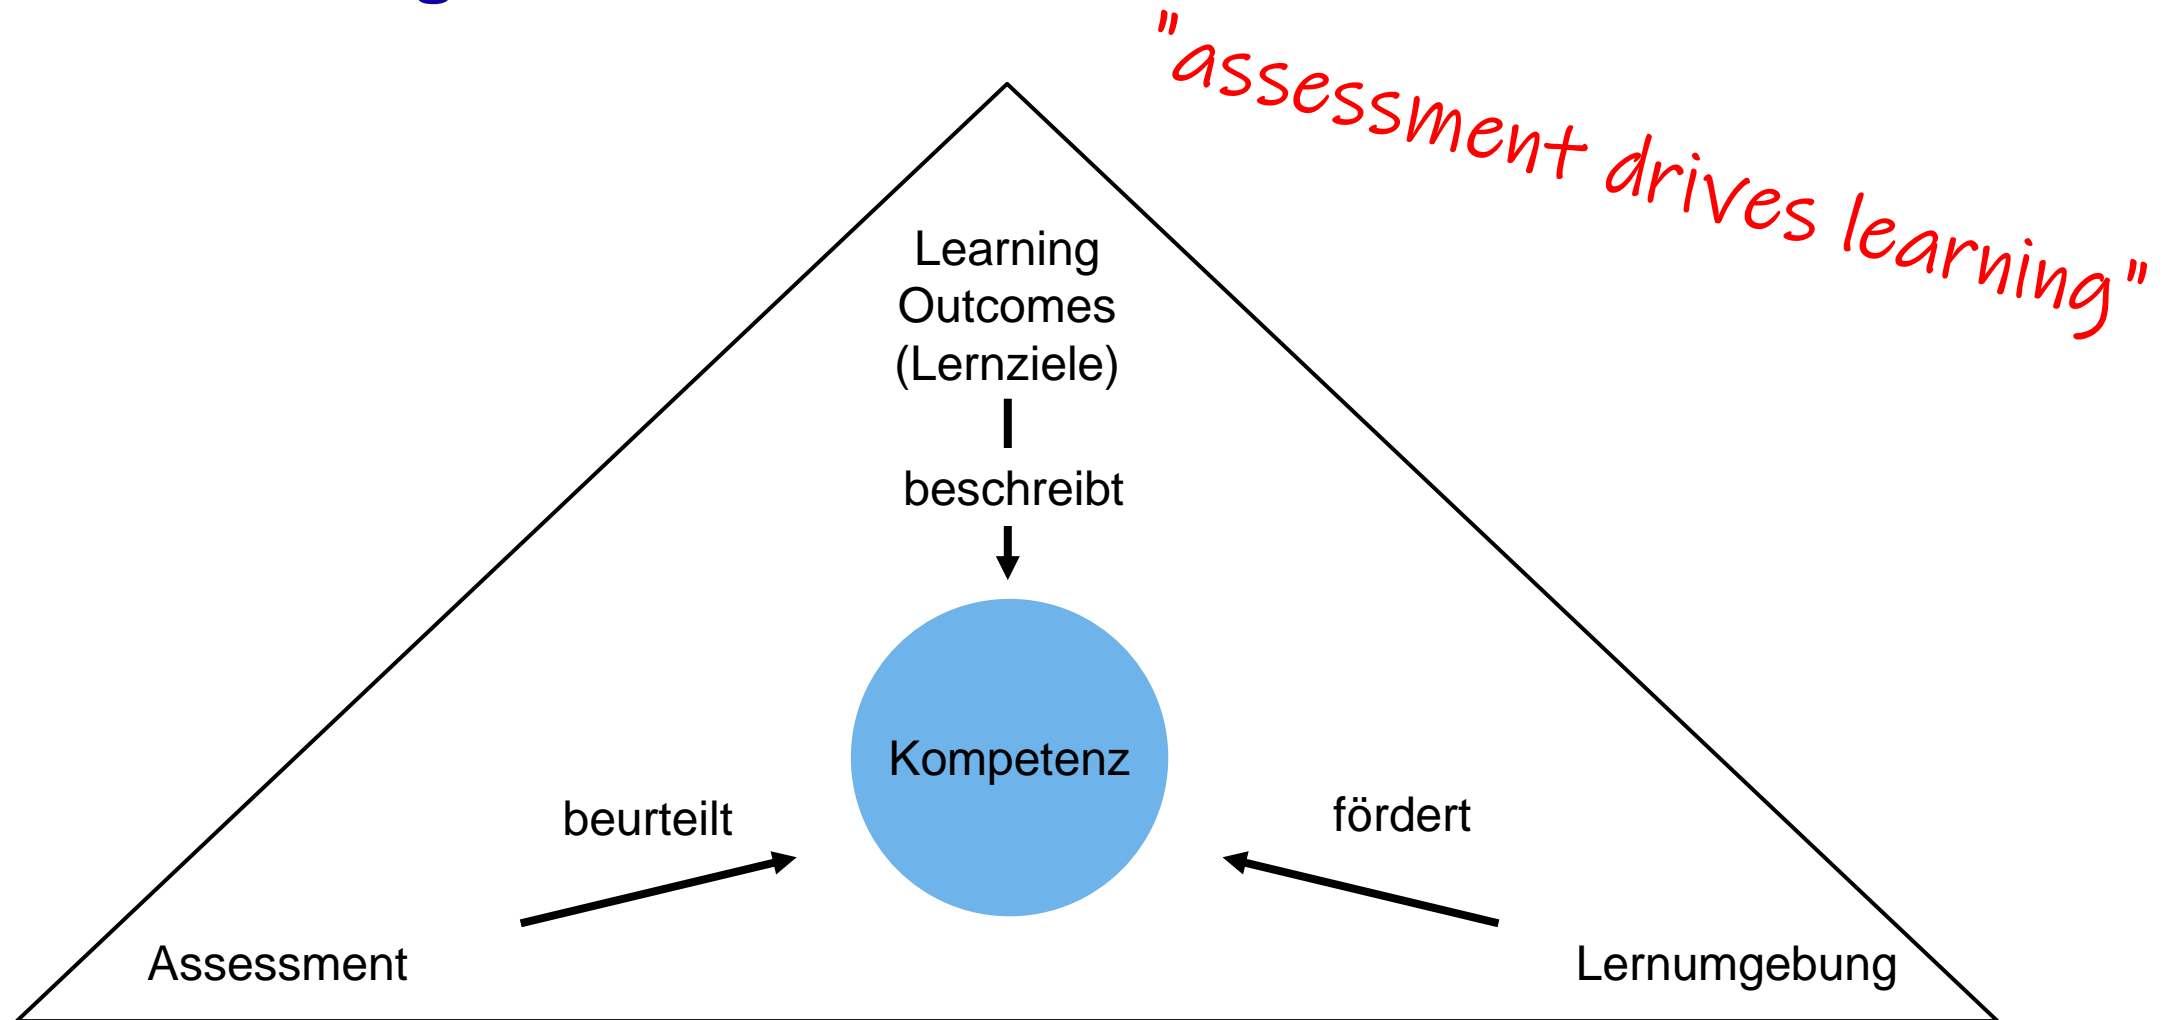 "assessment drives learning"
Learning
Outcomes
(Lernziele)
beschreibt
Kompetenz
beurteilt
fördert
Assessment
Lernumgebung